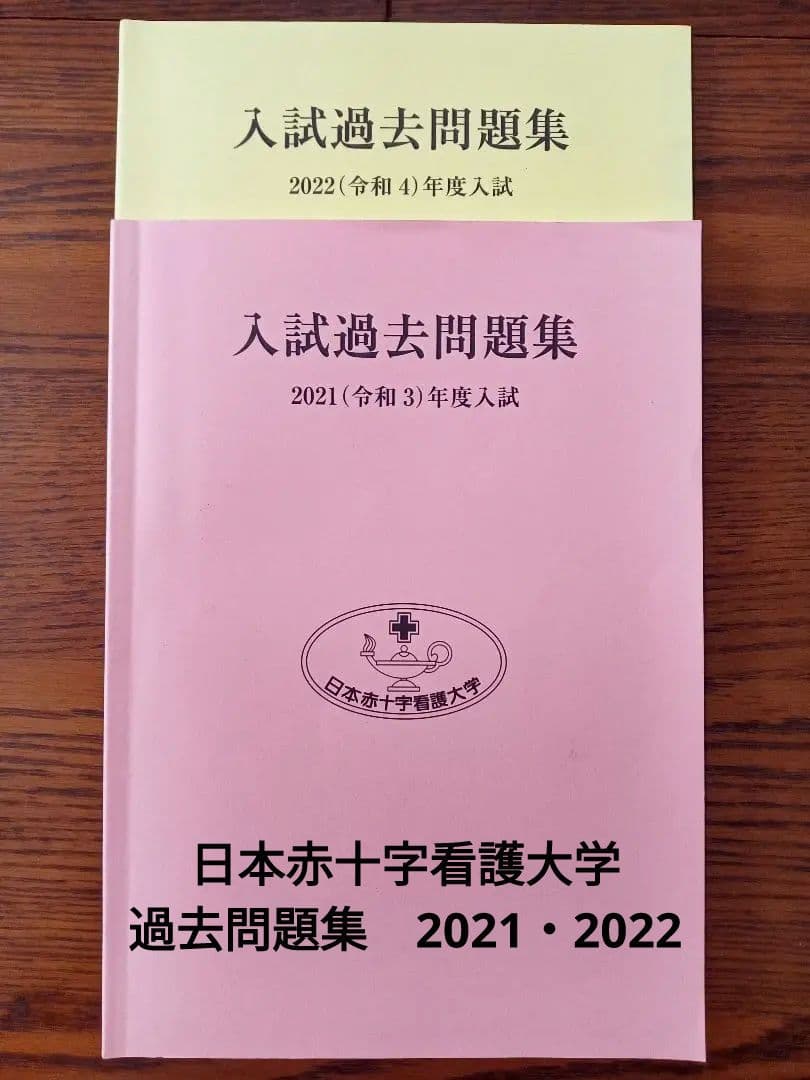 入試過去問題集
2022(令和4)年度入試
入試過去問題集
2021(令和3)年度入試
日本赤十字看護大学
日本赤十字看護大学
過去問題集　2021・2022